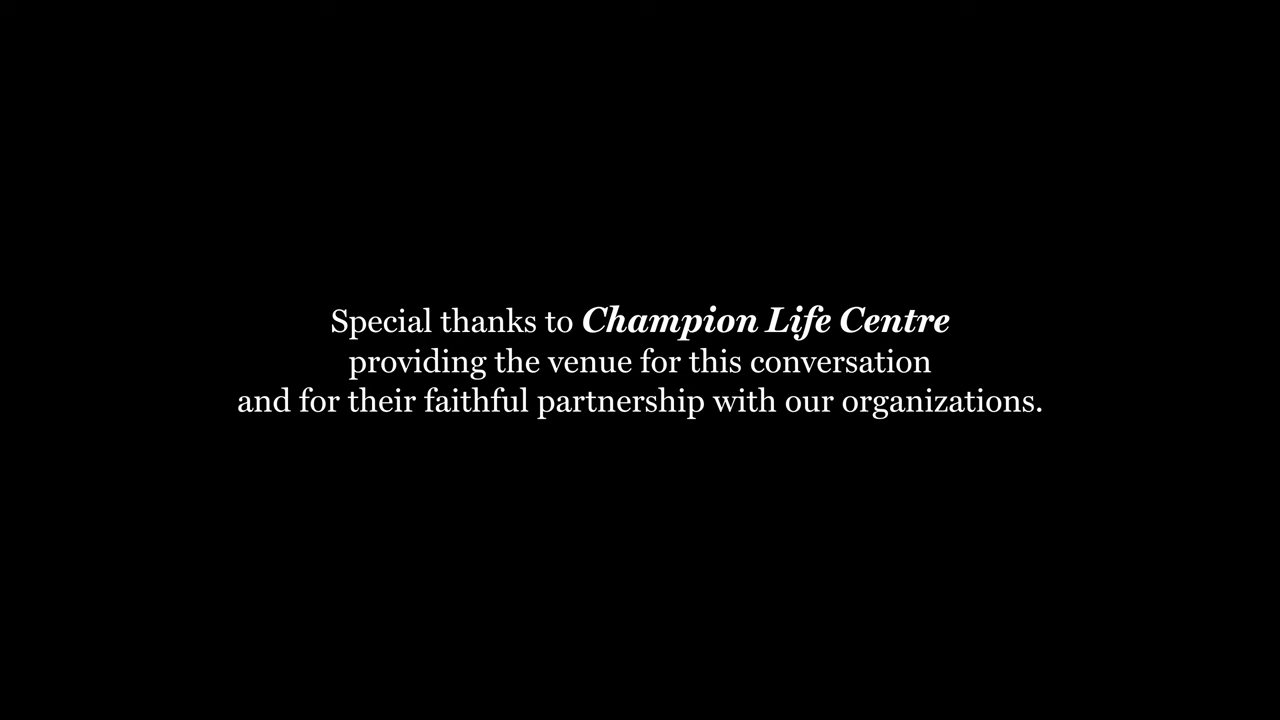 Special thanks to Champion Life Centre
providing the venue for this conversation
and for their faithful partnership with our organizations.